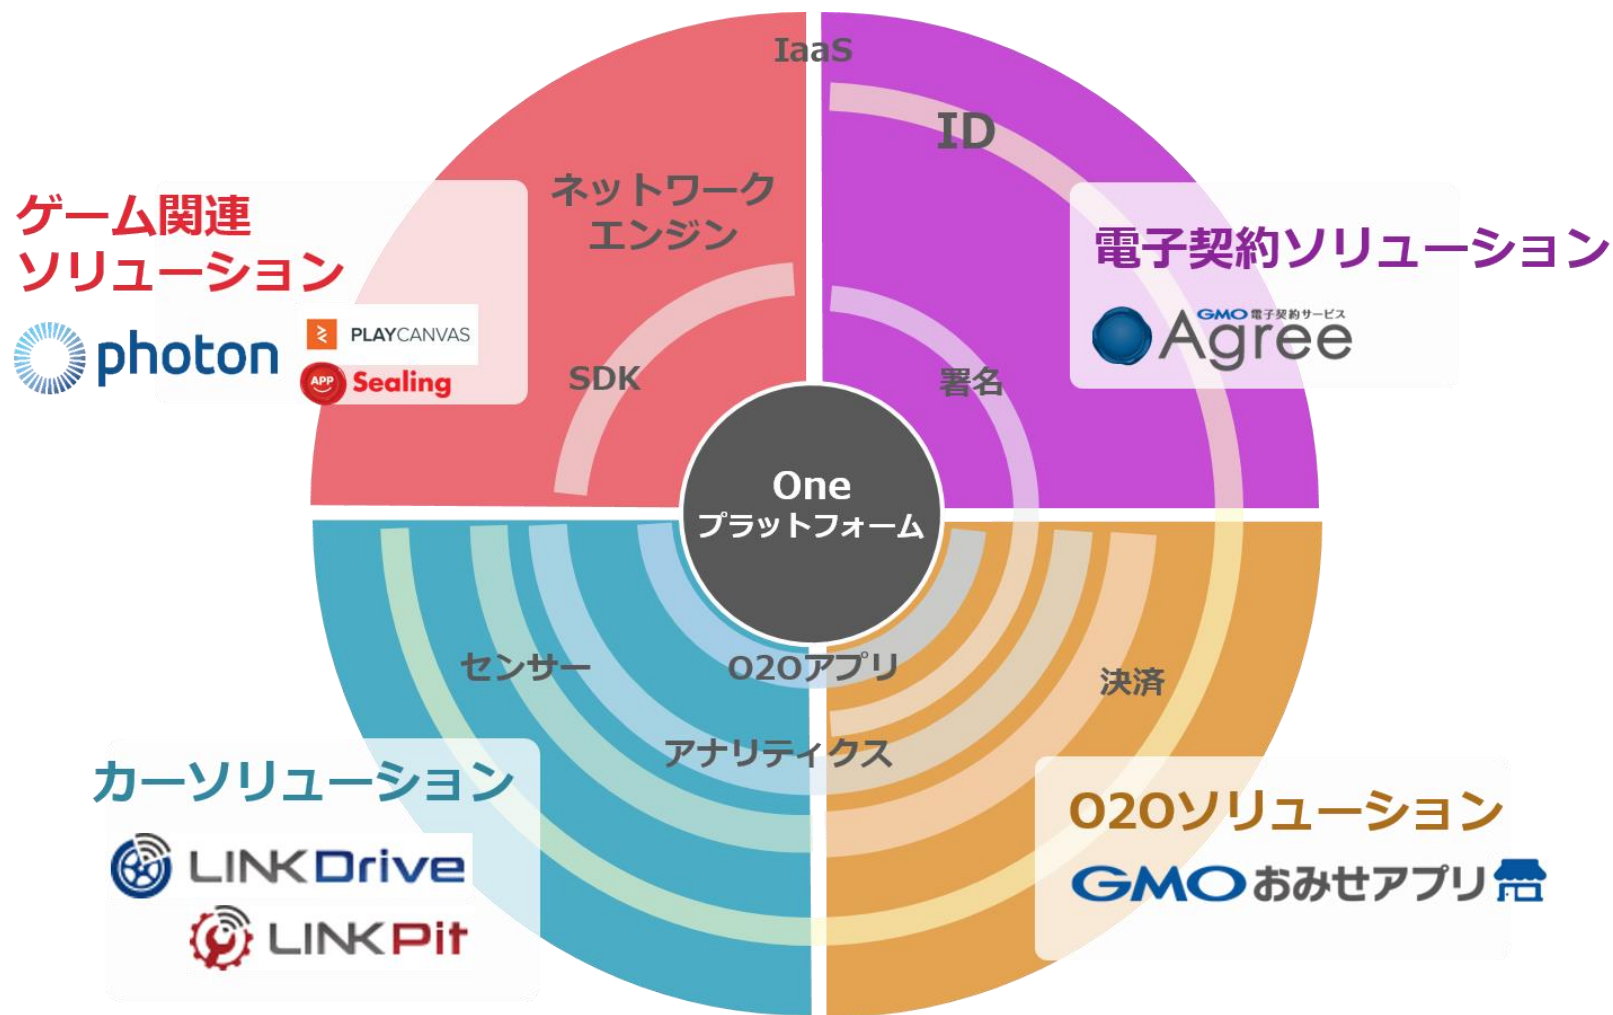 IaaS
ID
ネットワーク
エンジン
ゲーム関連
ソリューション
photon
PLAYCANVAS
APP
Sealing
SDK
電子契約ソリューション
GMO 電子契約サービス
Agree
署名
One
プラットフォーム
センサー
O2Oアプリ
決済
アナリティクス
カーソリューション
LINK Drive
LINK Pit
O2Oソリューション
GMOおみせアプリ